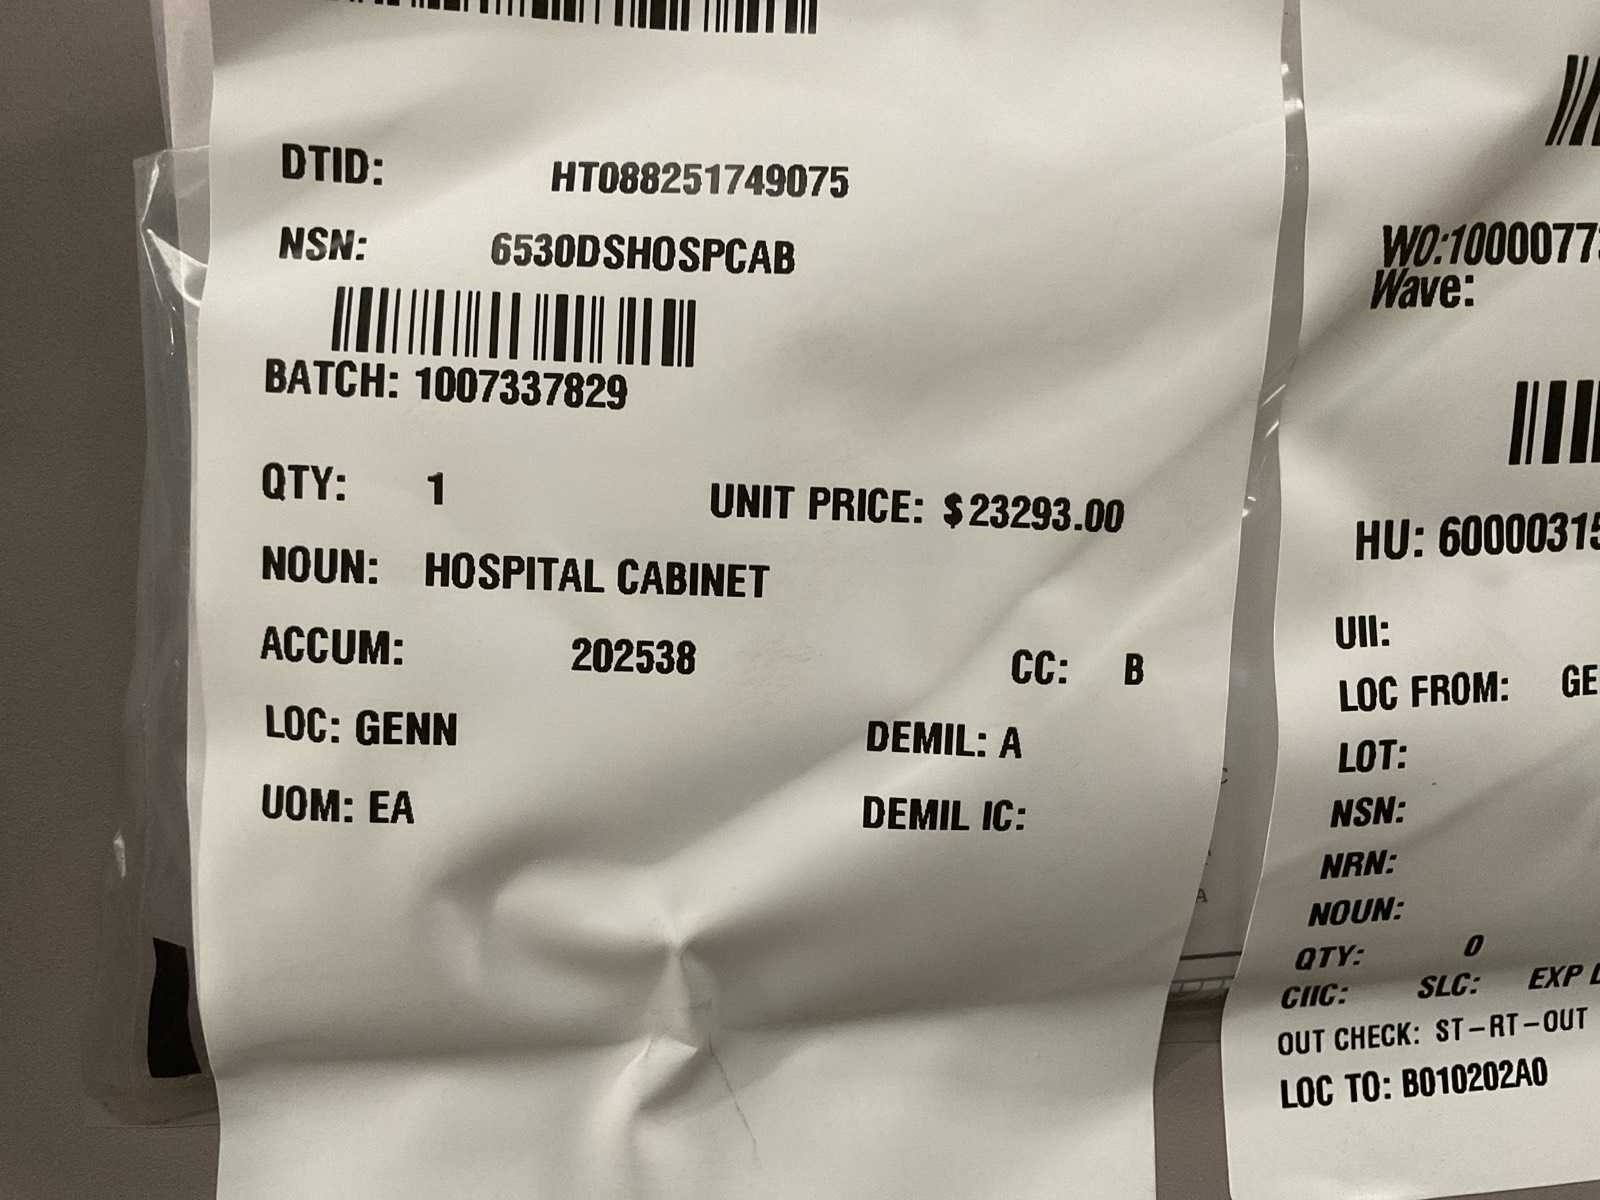 DTID: HT088251749075
NSN: 6530DSHOSPCAB
BATCH: 1007337829
QTY: 1 UNIT PRICE: $23293.00
NOUN: HOSPITAL CABINET
ACCUM: 202538 CC: B
LOC: GENN DEMIL: A
UOM: EA DEMIL IC:
Wave:
UII:
LOC FROM:
LOT:
NSN:
NRN:
NOUN:
QTY: 0
CIIC: SLC: EXP
OUT CHECK: ST-RT-OUT
LOC TO: B010202A0